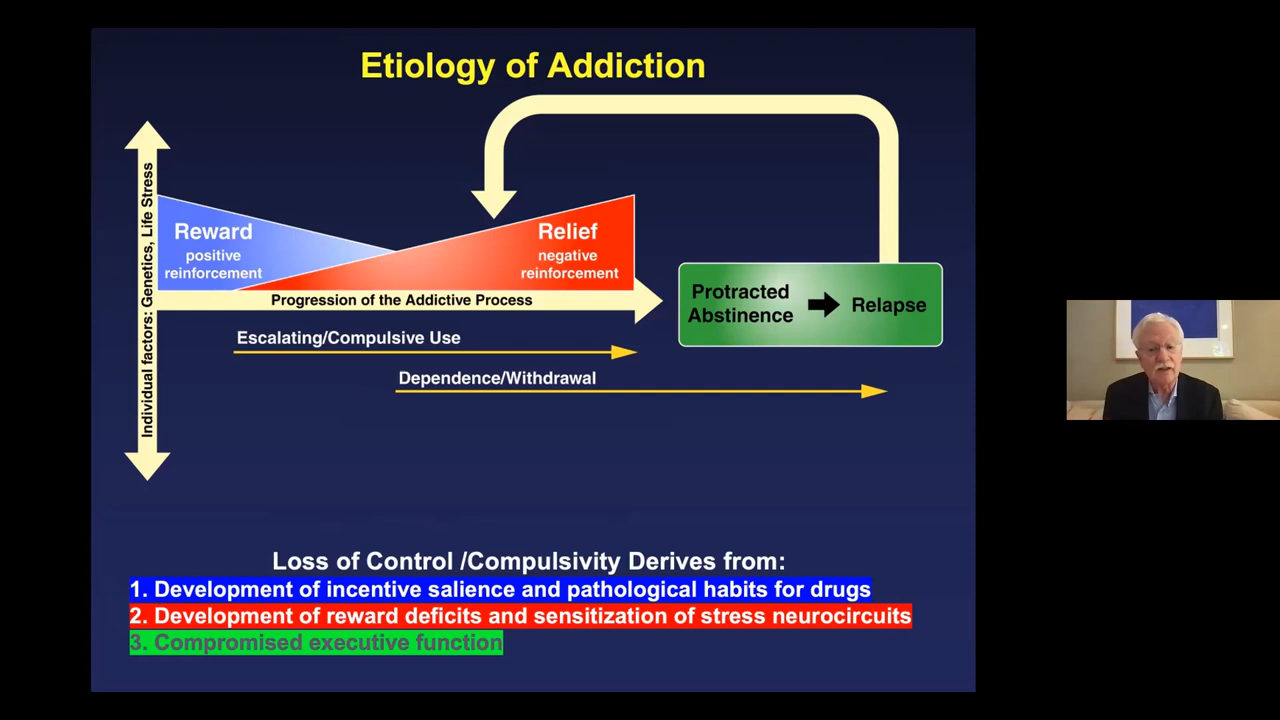 Etiology of Addiction
Individual factors: Genetics, Life Stress
Reward
positive
reinforcement
Relief
negative
reinforcement
Progression of the Addictive Process
Protracted
Abstinence
Relapse
Escalating/Compulsive Use
Dependence/Withdrawal
Loss of Control /Compulsivity Derives from:
1. Development of incentive salience and pathological habits for drugs
2. Development of reward deficits and sensitization of stress neurocircuits
3. Compromised executive function